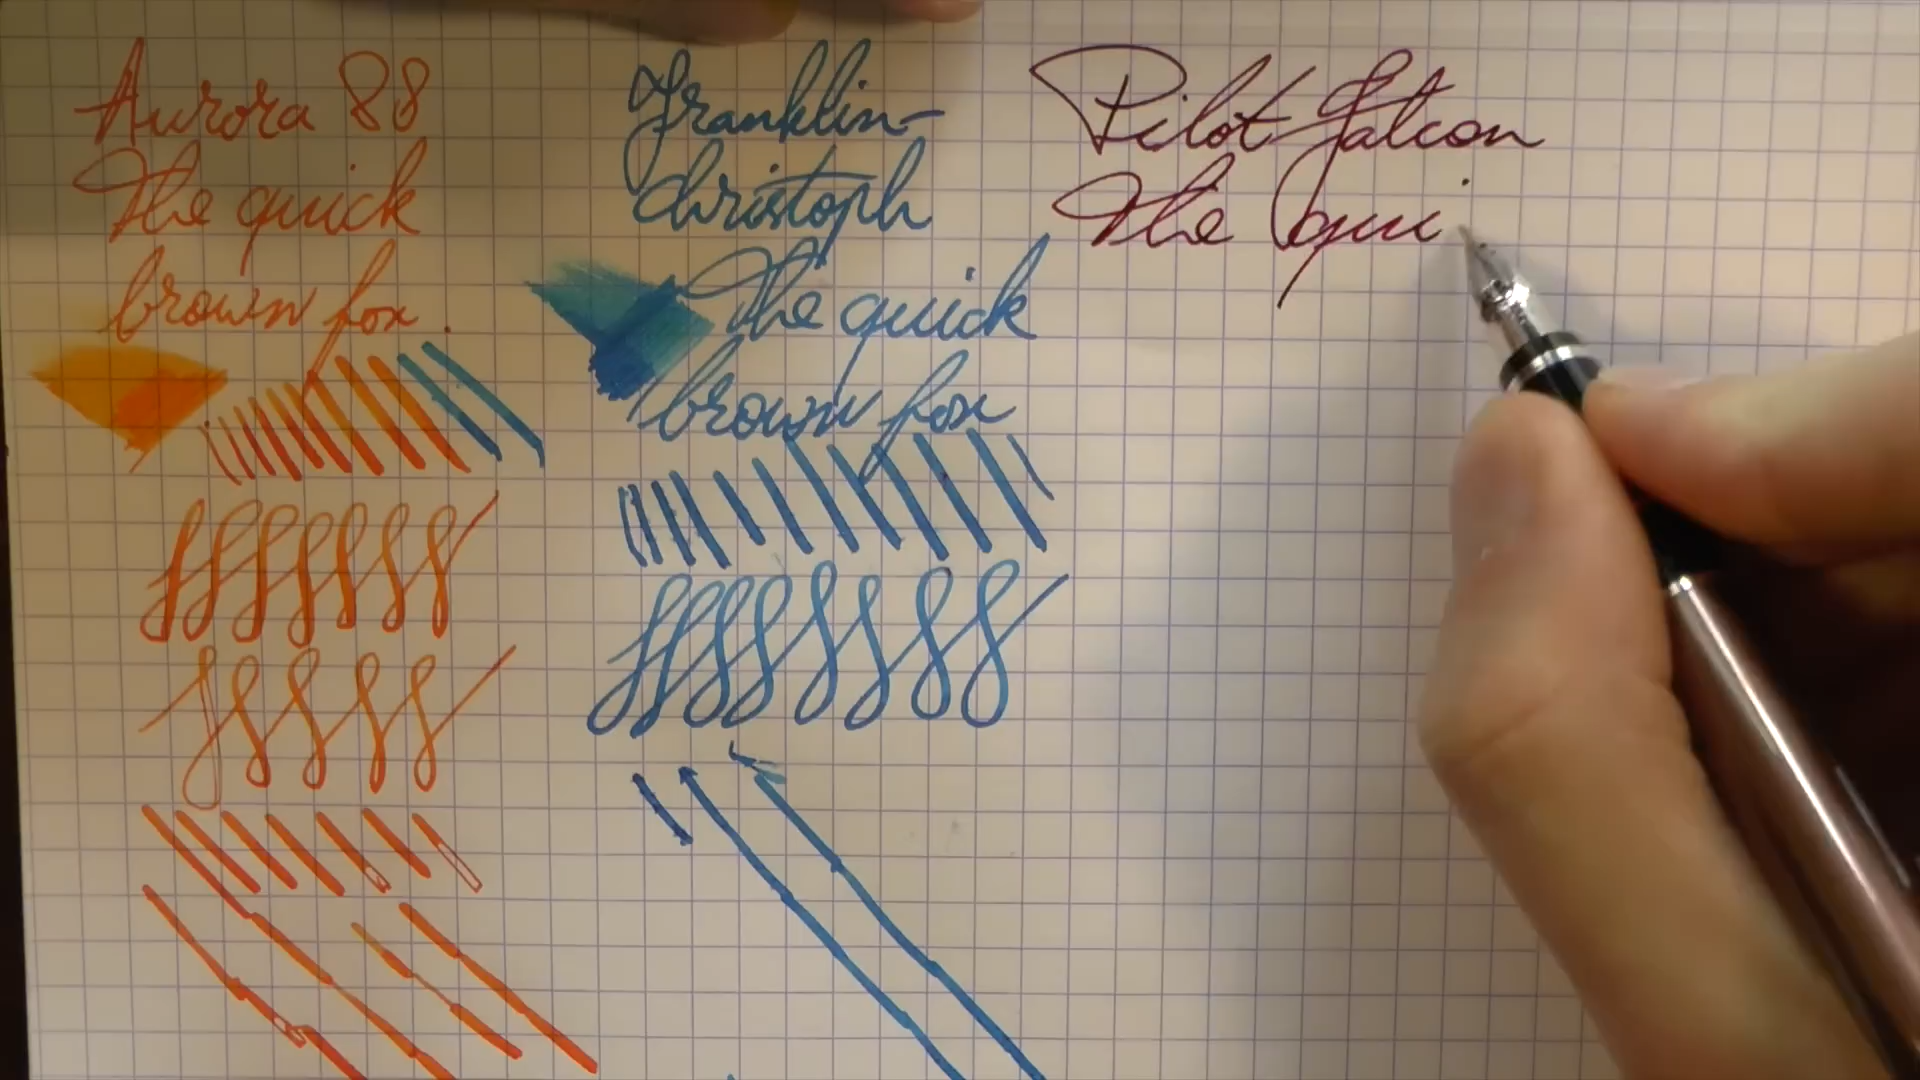 Aurora 88
The quick
brown fox
Franklin-
Christoph
The quick
brown fox
Pilot Falcon
The qui